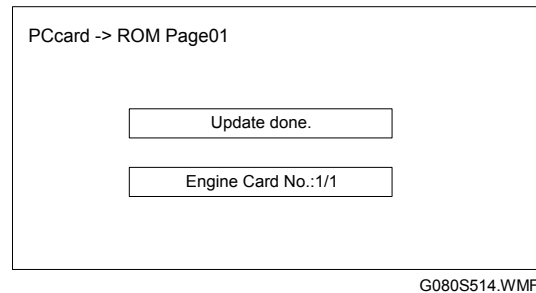 PCcard -> ROM Page01
Update done.
Engine Card No.:1/1
G080S514.WMF